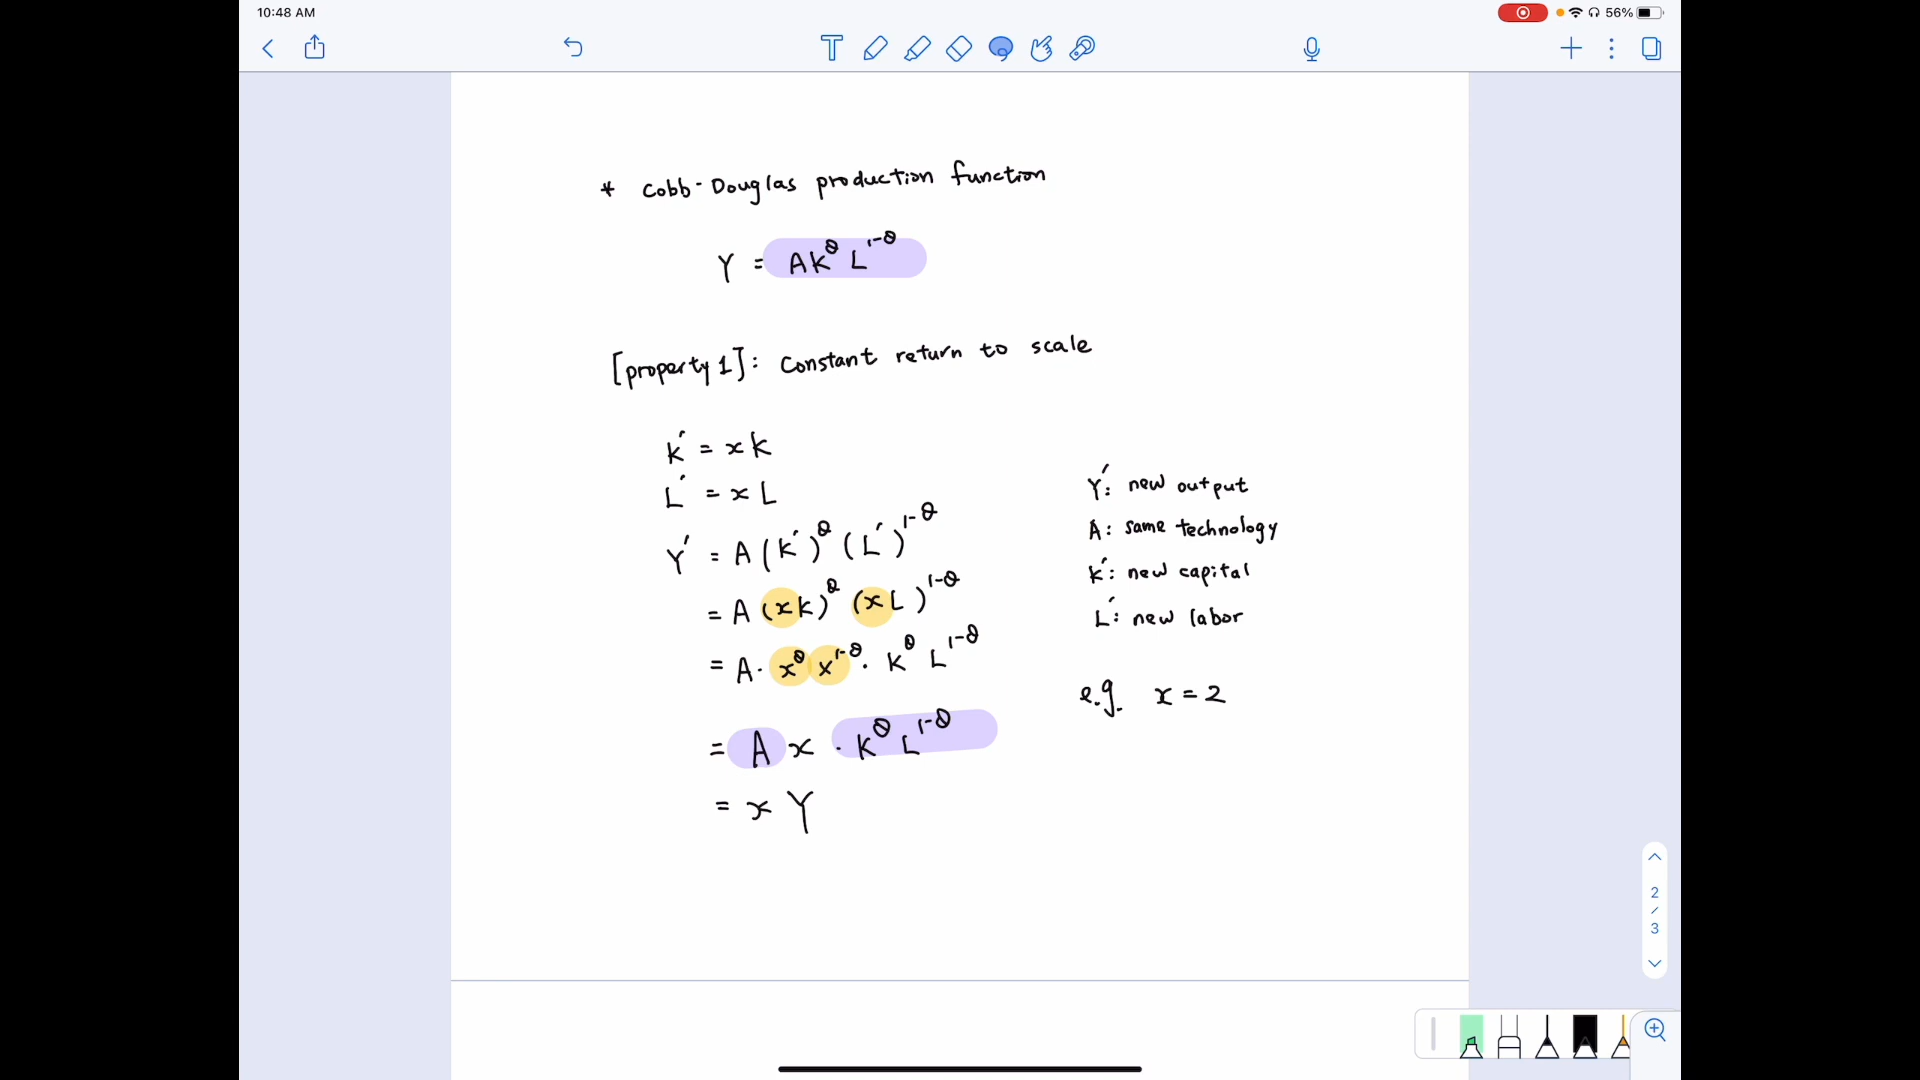 10:48 AM
56%
* Cobb-Douglas production function
Y = AK^θ L^1-θ
[property 1]: Constant return to scale
K' = xK
L' = xL
Y' = A(K')^θ (L')^1-θ
= A (xK)^θ (xL)^1-θ
= A · x^θ x^1-θ · K^θ L^1-θ
= A x · K^θ L^1-θ
= x Y
Y': new output
A: same technology
K': new capital
L': new labor
e.g. x = 2
2
/
3